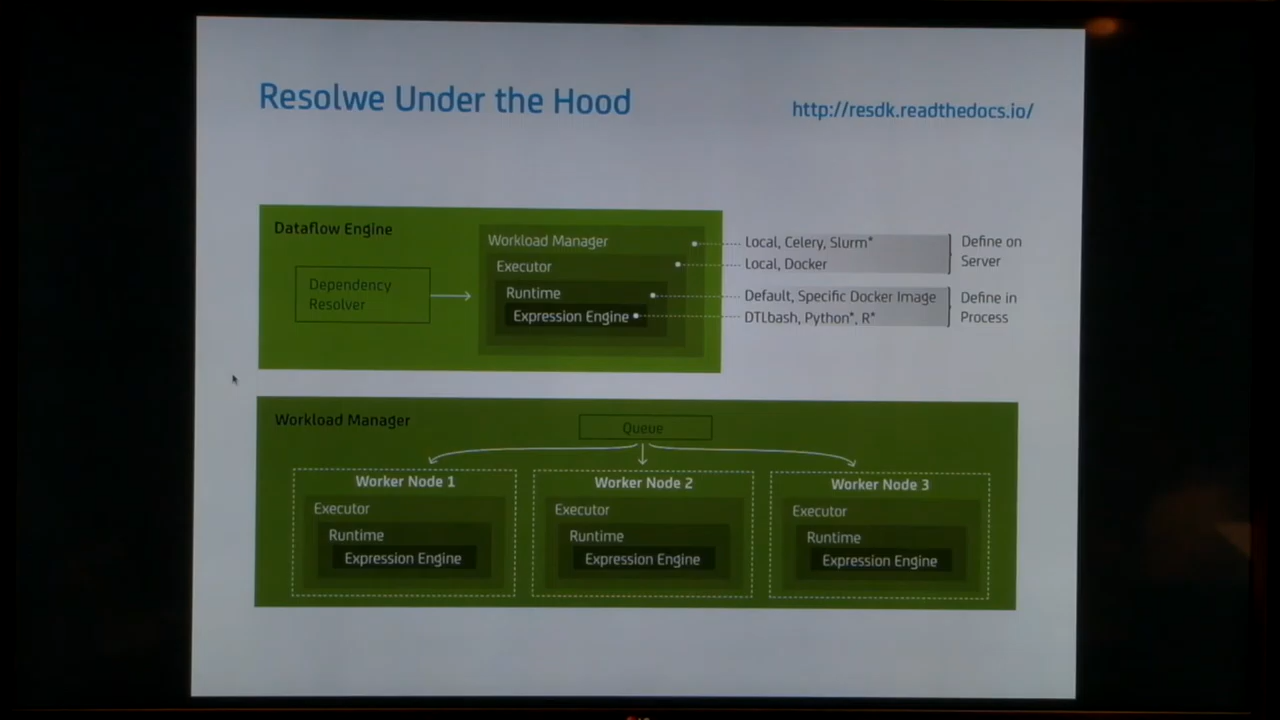 Resolwe Under the Hood
http://resdk.readthedocs.io/
Dataflow Engine
Dependency
Resolver
Workload Manager
Executor
Runtime
Expression Engine
Local, Celery, Slurm*
Local, Docker
Define on
Server
Default, Specific Docker Image
DTLbash, Python*, R*
Define in
Process
Workload Manager
Queue
Worker Node 1
Executor
Runtime
Expression Engine
Worker Node 2
Executor
Runtime
Expression Engine
Worker Node 3
Executor
Runtime
Expression Engine